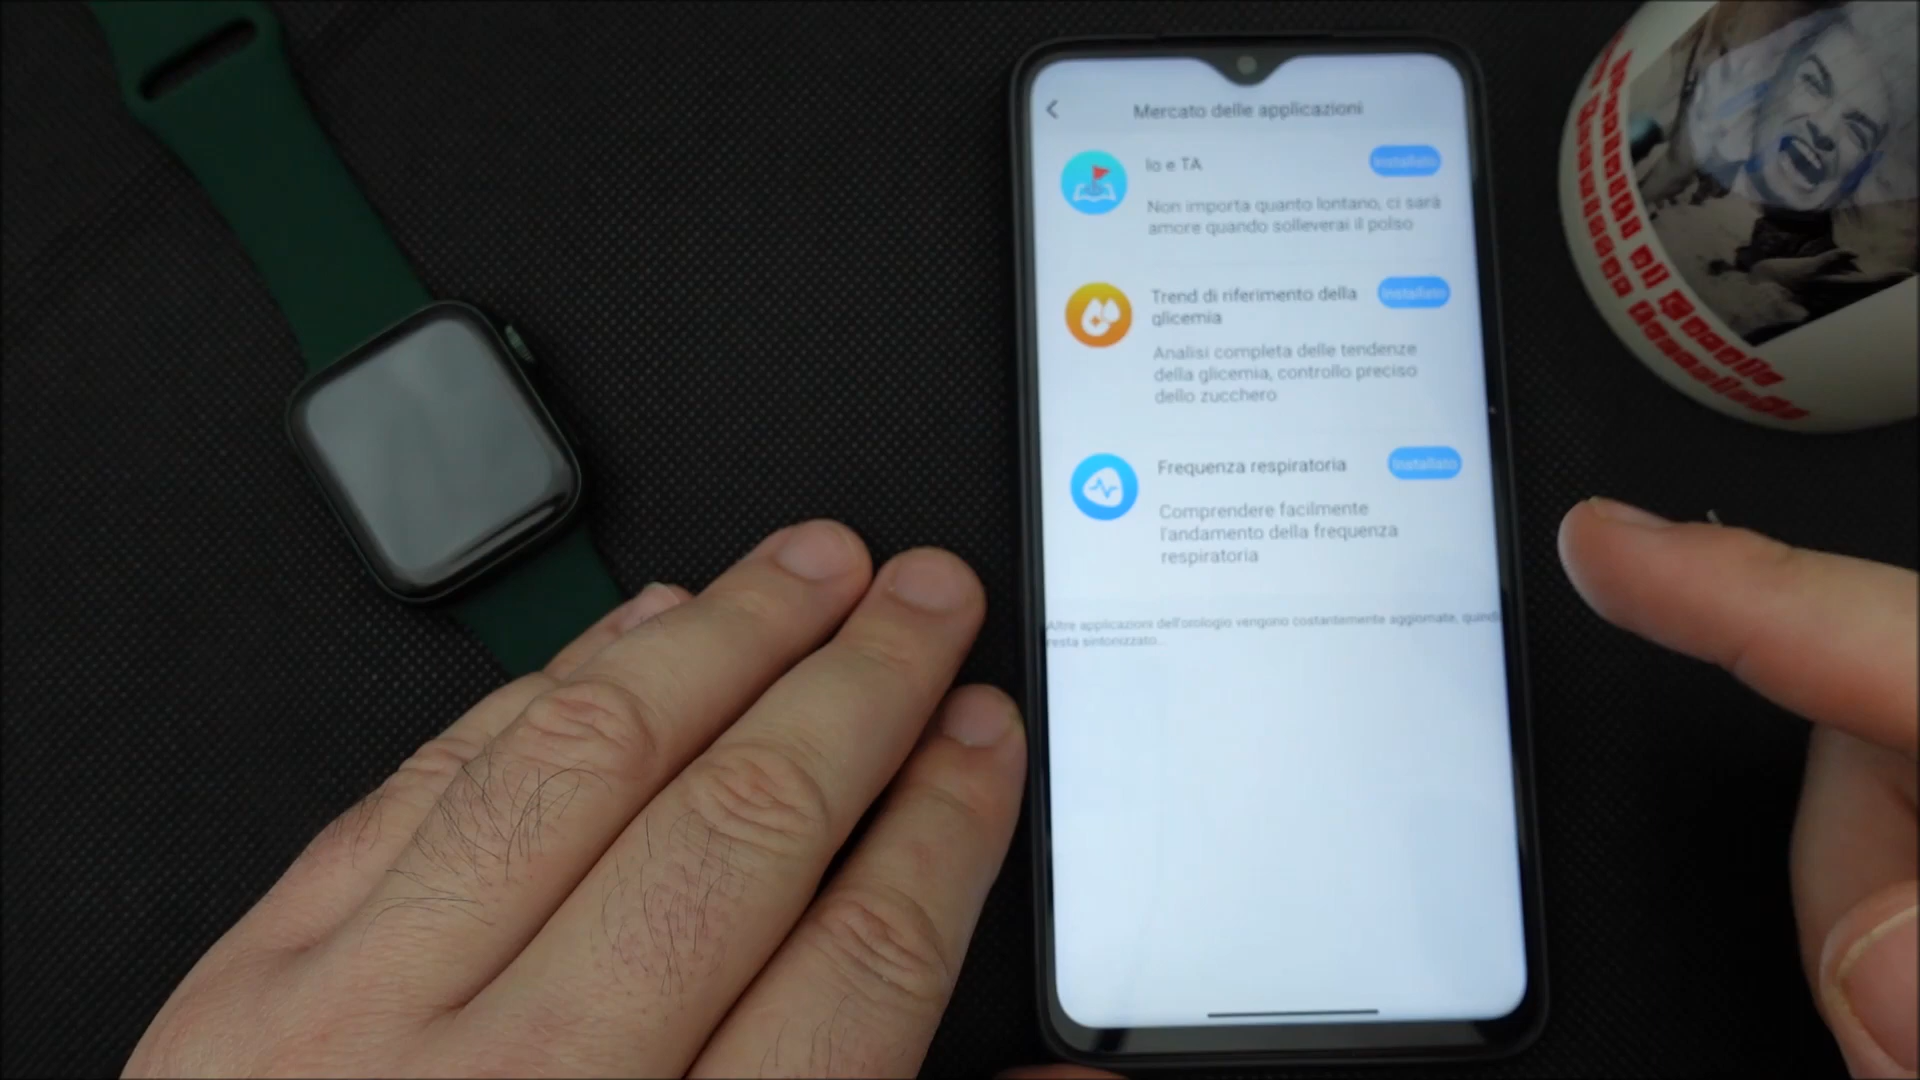 Mercato delle applicazioni
Io e TA
Installato
Non importa quanto lontano, ci sarà
amore quando solleverai il polso
Trend di riferimento della
glicemia
Installato
Analisi completa delle tendenze
della glicemia, controllo preciso
dello zucchero
Frequenza respiratoria
Installato
Comprendere facilmente
l'andamento della frequenza
respiratoria
Altre applicazioni dell'orologio vengono costantemente aggiornate, quindi
resta sintonizzato...